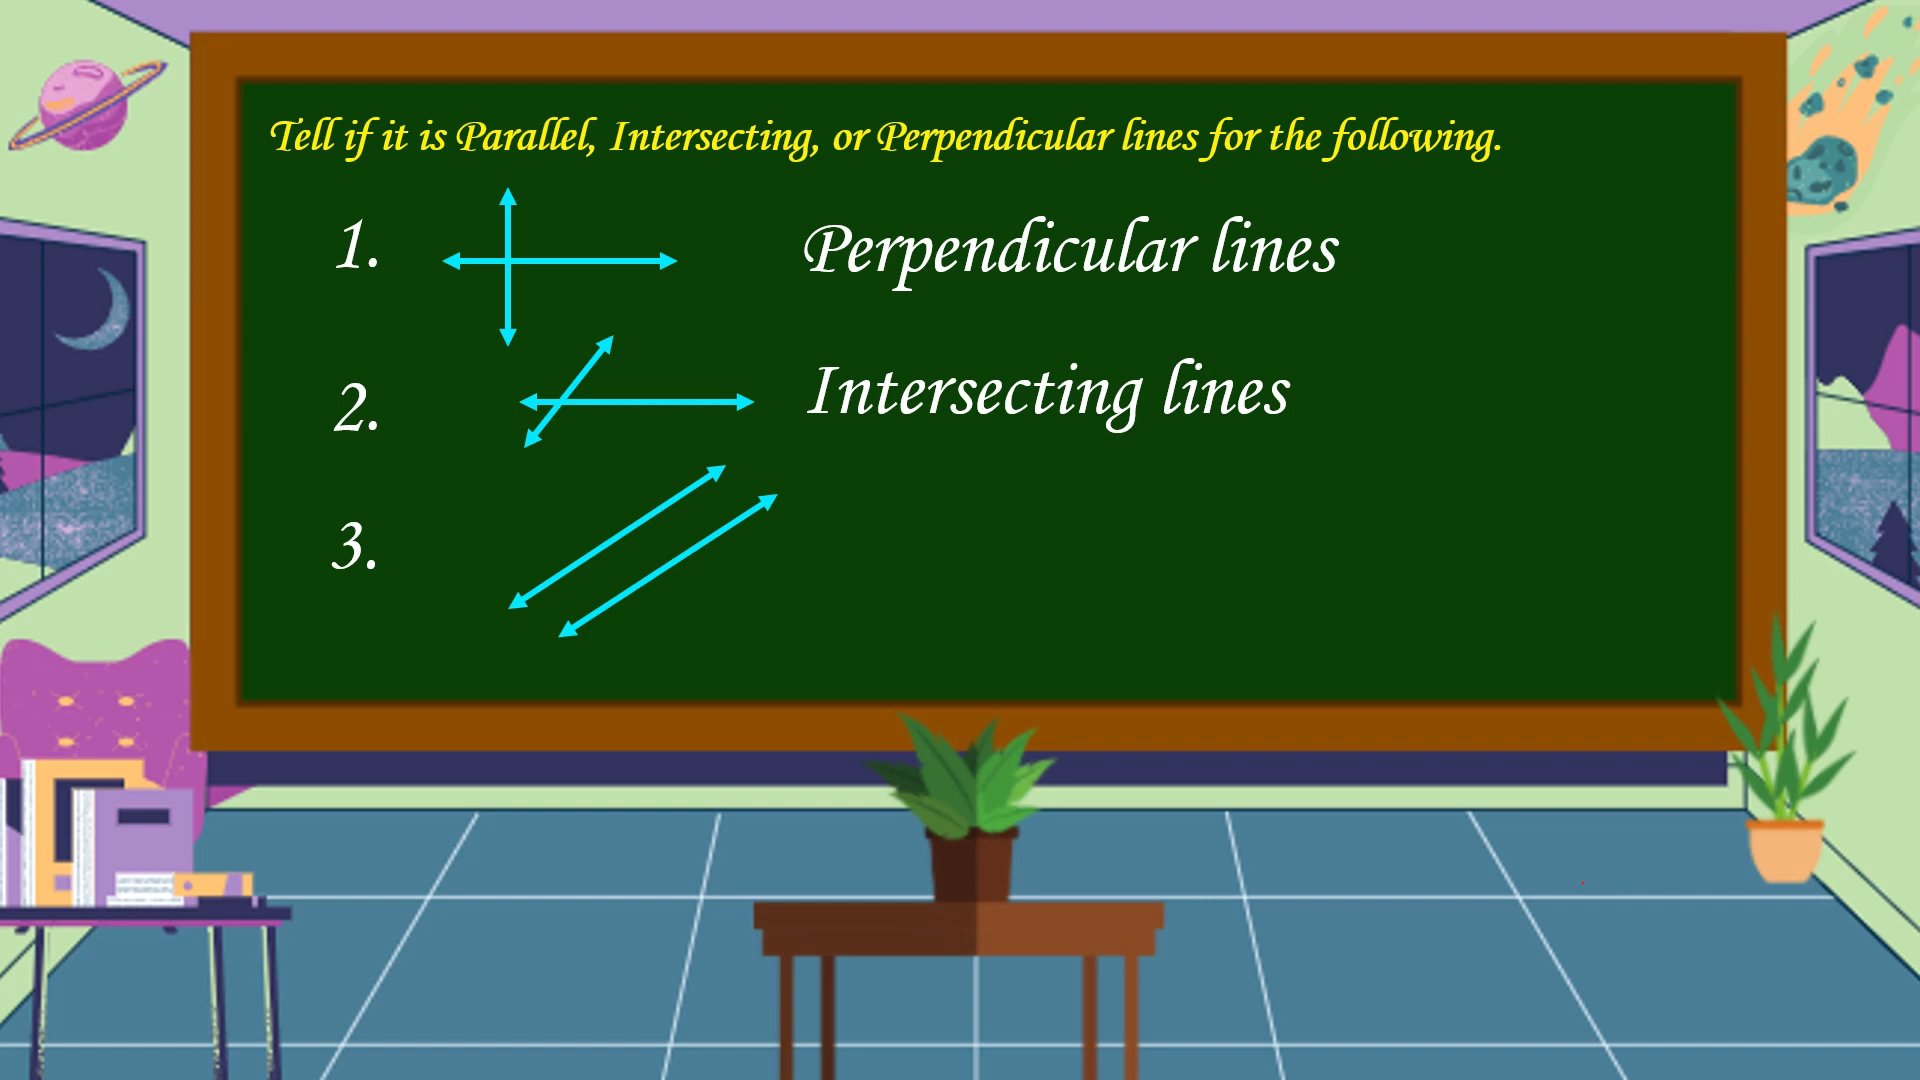 Tell if it is Parallel, Intersecting, or Perpendicular lines for the following.
1. Perpendicular lines
2. Intersecting lines
3.